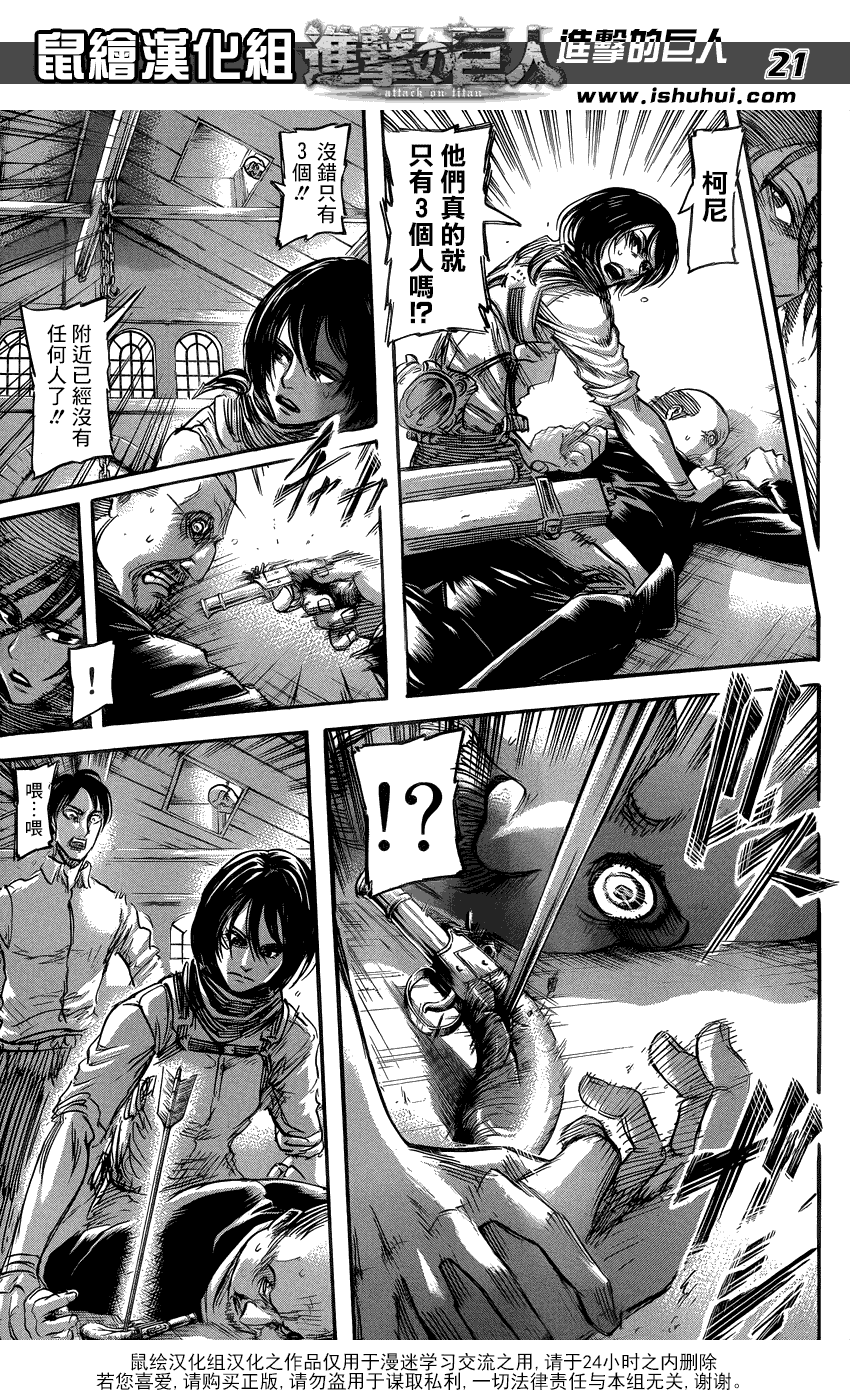 鼠繪漢化組
進撃の巨人
attack on titan
進擊的巨人
21
www.ishuhui.com
柯尼
他們真的就
只有3個人嗎!?
沒錯只有
3個!!
附近已經沒有
任何人了!!
!
!?
喂…喂
鼠绘汉化组汉化之作品仅用于漫迷学习交流之用, 请于24小时之内删除
若您喜爱, 请购买正版, 请勿盗用于谋取私利, 一切法律责任与本组无关, 谢谢。